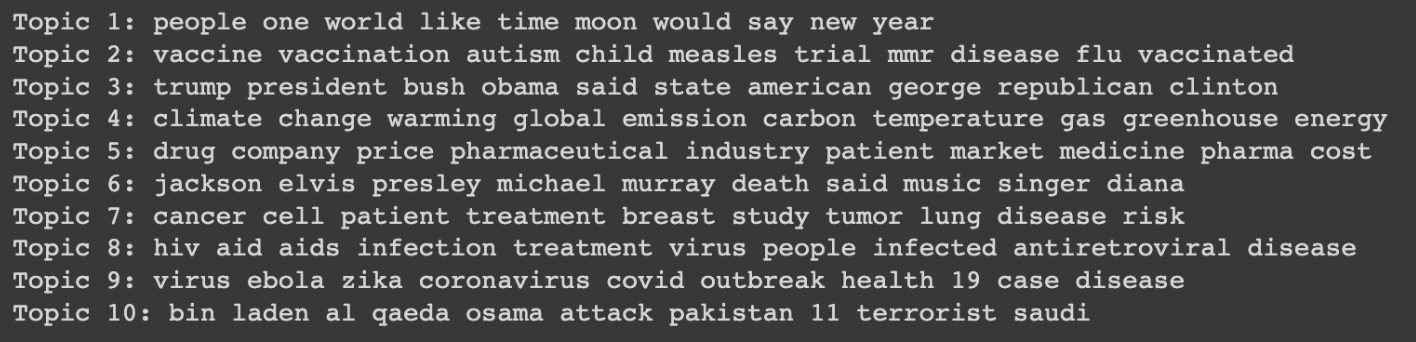 Topic 1: people one world like time moon would say new year
Topic 2: vaccine vaccination autism child measles trial mmr disease flu vaccinated
Topic 3: trump president bush obama said state american george republican clinton
Topic 4: climate change warming global emission carbon temperature gas greenhouse energy
Topic 5: drug company price pharmaceutical industry patient market medicine pharma cost
Topic 6: jackson elvis presley michael murray death said music singer diana
Topic 7: cancer cell patient treatment breast study tumor lung disease risk
Topic 8: hiv aid aids infection treatment virus people infected antiretroviral disease
Topic 9: virus ebola zika coronavirus covid outbreak health 19 case disease
Topic 10: bin laden al qaeda osama attack pakistan 11 terrorist saudi